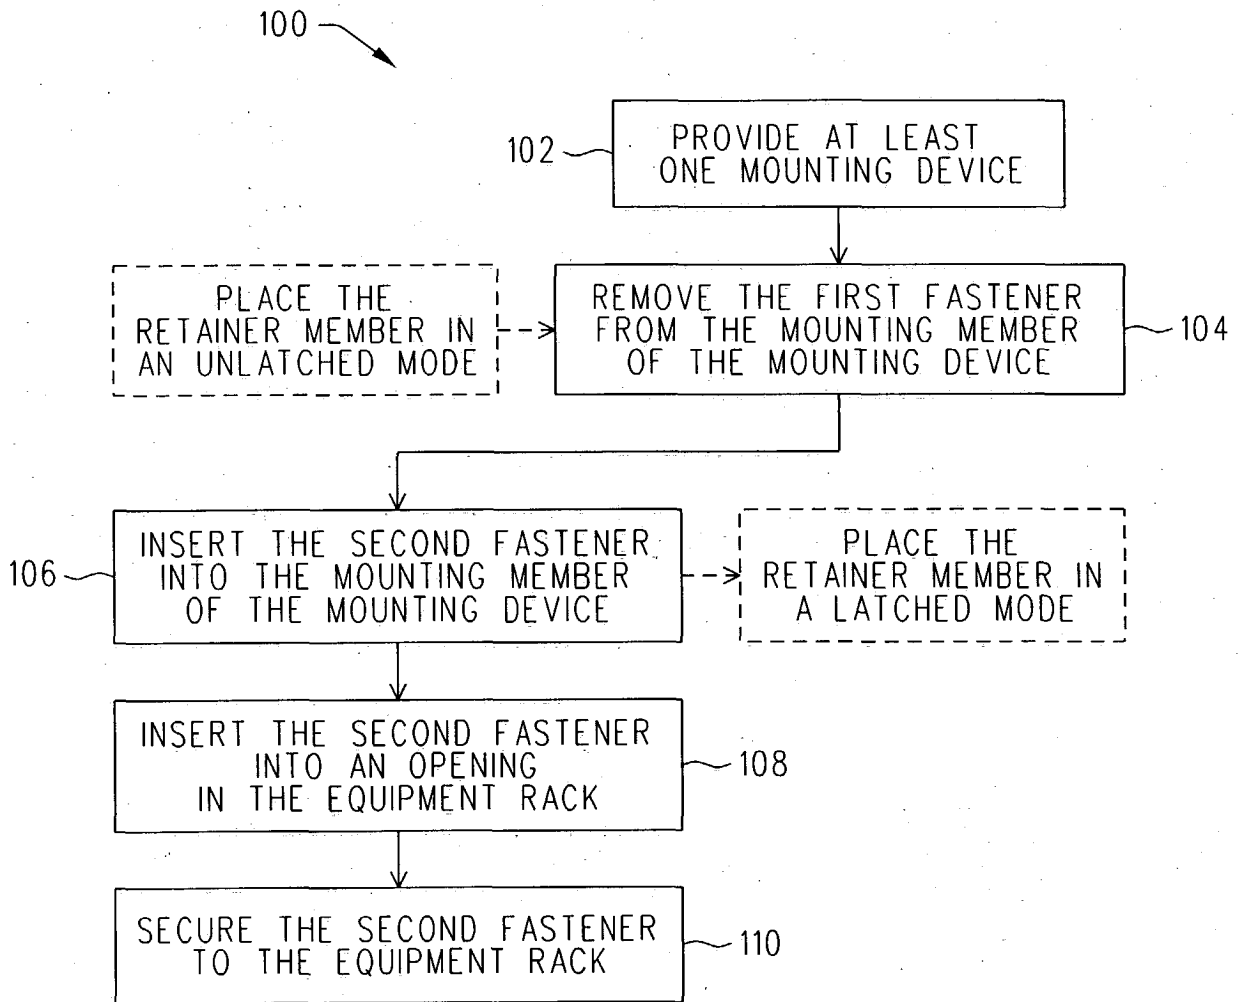 100
102
PROVIDE AT LEAST
ONE MOUNTING DEVICE
PLACE THE
RETAINER MEMBER IN
AN UNLATCHED MODE
REMOVE THE FIRST FASTENER
FROM THE MOUNTING MEMBER
OF THE MOUNTING DEVICE
104
106
INSERT THE SECOND FASTENER
INTO THE MOUNTING MEMBER
OF THE MOUNTING DEVICE
PLACE THE
RETAINER MEMBER IN
A LATCHED MODE
INSERT THE SECOND FASTENER
INTO AN OPENING
IN THE EQUIPMENT RACK
108
SECURE THE SECOND FASTENER
TO THE EQUIPMENT RACK
110